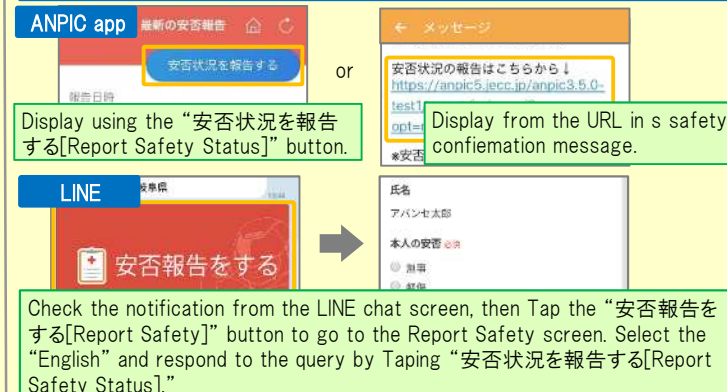 ANPIC app
最新の安否報告
安否状況を報告する
報告日時
Display using the “安否状況を報告
する[Report Safety Status]” button.
or
← メッセージ
安否状況の報告はこちらから↓
https://anpic5.jecc.jp/anpic3.5.0-
test1
opt=
※安否
Display from the URL in s safety
confiemation message.
LINE
阜県
安否報告をする
氏名
アバンセ太郎
本人の安否 必須
無事
軽傷
Check the notification from the LINE chat screen, then Tap the “安否報告を
する[Report Safety]” button to go to the Report Safety screen. Select the
“English” and respond to the query by Taping “安否状況を報告する[Report
Safety Status].”